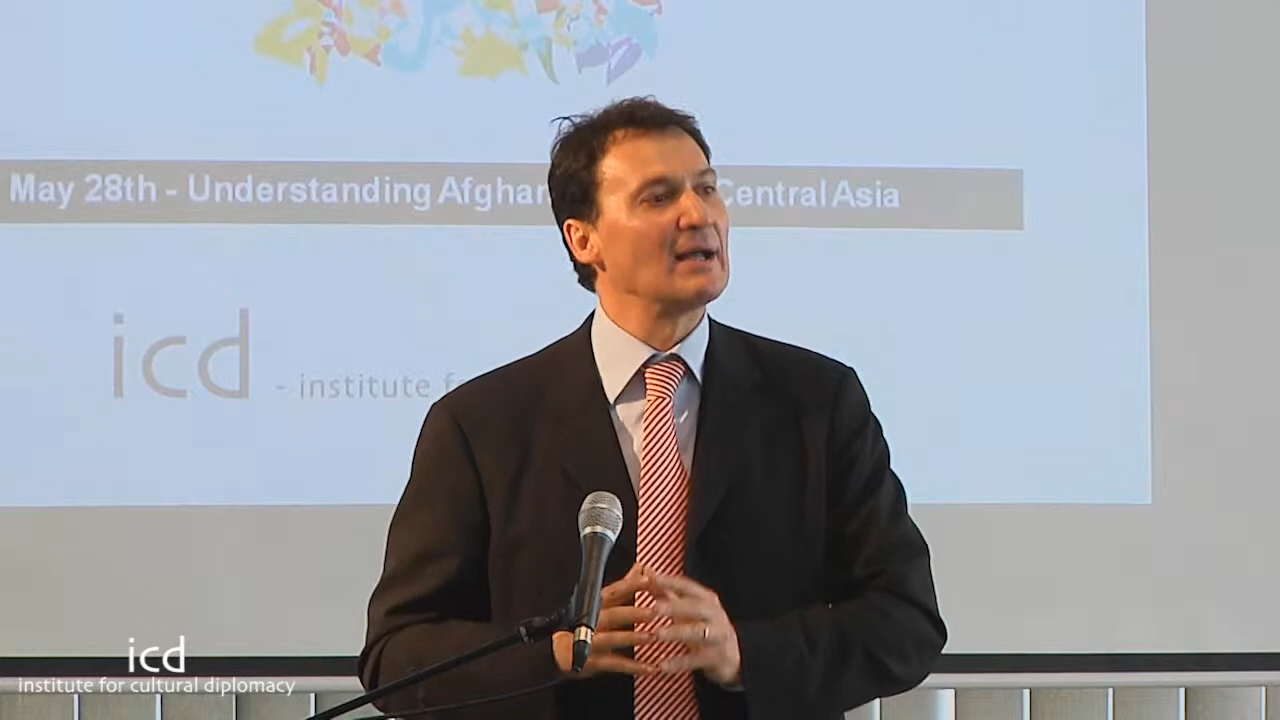 May 28th - Understanding Afghan Central Asia
icd - institute
icd
institute for cultural diplomacy